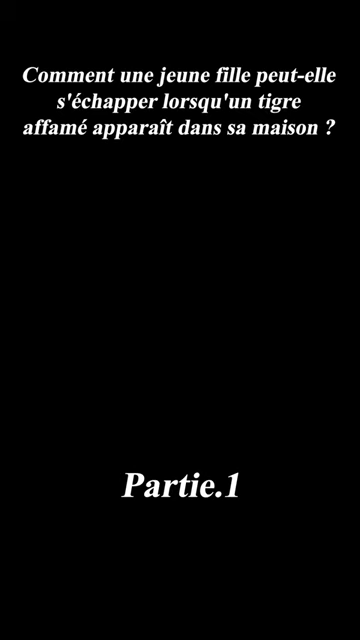 Comment une jeune fille peut-elle
s'échapper lorsqu'un tigre
affamé apparaît dans sa maison ?
Partie.1